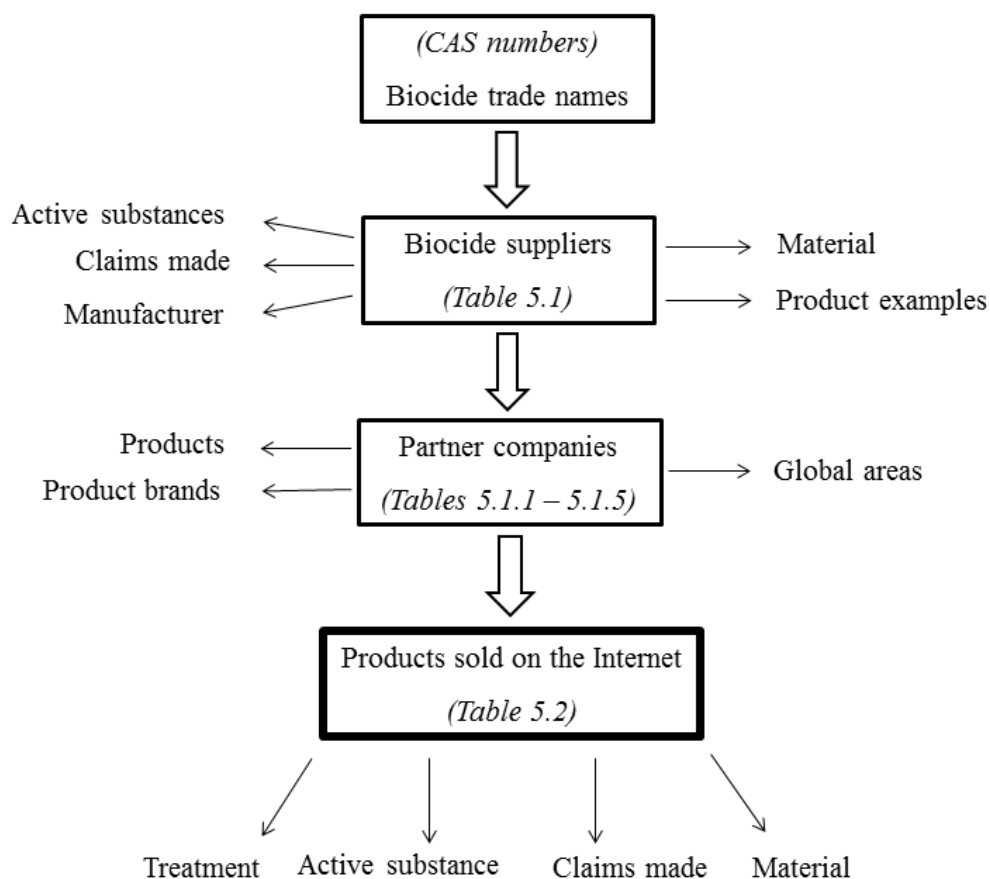 (CAS numbers)
Biocide trade names
Active substances
Claims made
Manufacturer
Biocide suppliers
(Table 5.1)
Material
Product examples
Products
Product brands
Partner companies
(Tables 5.1.1 – 5.1.5)
Global areas
Products sold on the Internet
(Table 5.2)
Treatment
Active substance
Claims made
Material